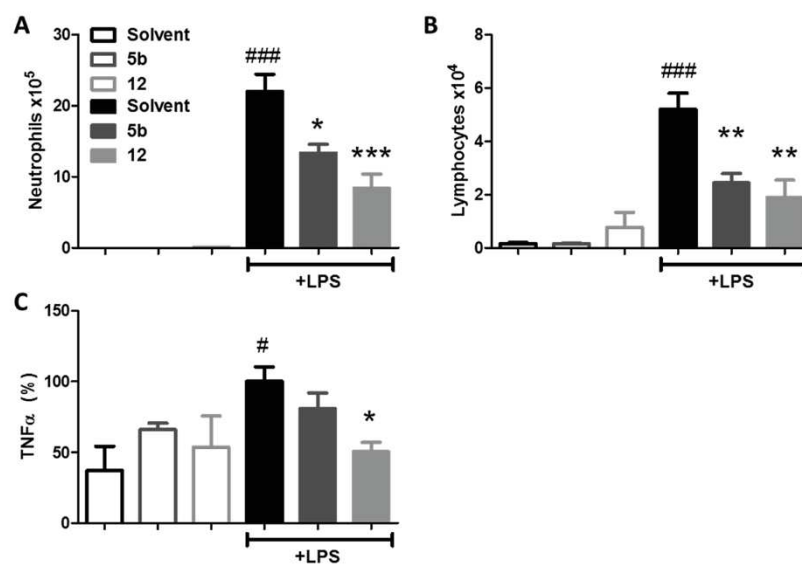 A
Neutrophils x10⁵
30
20
10
0
Solvent
5b
12
Solvent
5b
12
###
*
***
+LPS
B
Lymphocytes x10⁴
8
6
4
2
0
###
**
**
+LPS
C
TNFα (%)
150
100
50
0
#
*
+LPS